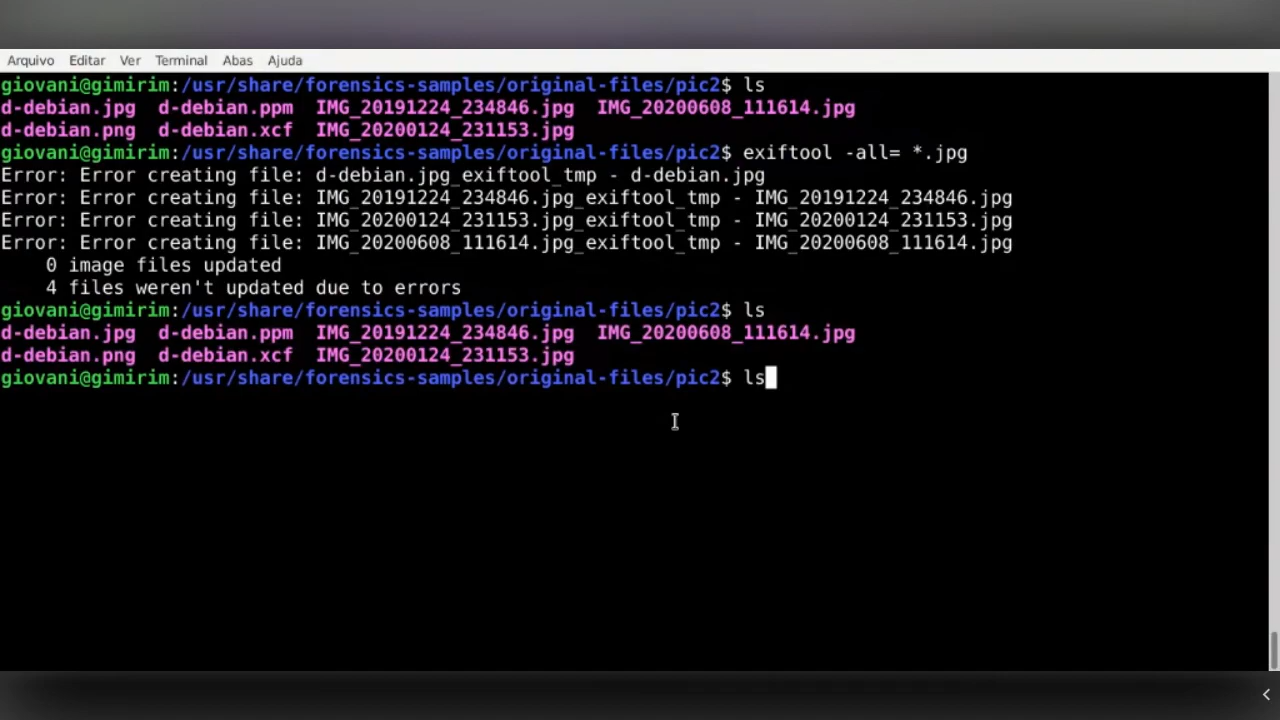 Arquivo Editar Ver Terminal Abas Ajuda
giovani@gimirim:/usr/share/forensics-samples/original-files/pic2$ ls
d-debian.jpg  d-debian.ppm  IMG_20191224_234846.jpg  IMG_20200608_111614.jpg
d-debian.png  d-debian.xcf  IMG_20200124_231153.jpg
giovani@gimirim:/usr/share/forensics-samples/original-files/pic2$ exiftool -all= *.jpg
Error: Error creating file: d-debian.jpg_exiftool_tmp - d-debian.jpg
Error: Error creating file: IMG_20191224_234846.jpg_exiftool_tmp - IMG_20191224_234846.jpg
Error: Error creating file: IMG_20200124_231153.jpg_exiftool_tmp - IMG_20200124_231153.jpg
Error: Error creating file: IMG_20200608_111614.jpg_exiftool_tmp - IMG_20200608_111614.jpg
    0 image files updated
    4 files weren't updated due to errors
giovani@gimirim:/usr/share/forensics-samples/original-files/pic2$ ls
d-debian.jpg  d-debian.ppm  IMG_20191224_234846.jpg  IMG_20200608_111614.jpg
d-debian.png  d-debian.xcf  IMG_20200124_231153.jpg
giovani@gimirim:/usr/share/forensics-samples/original-files/pic2$ ls